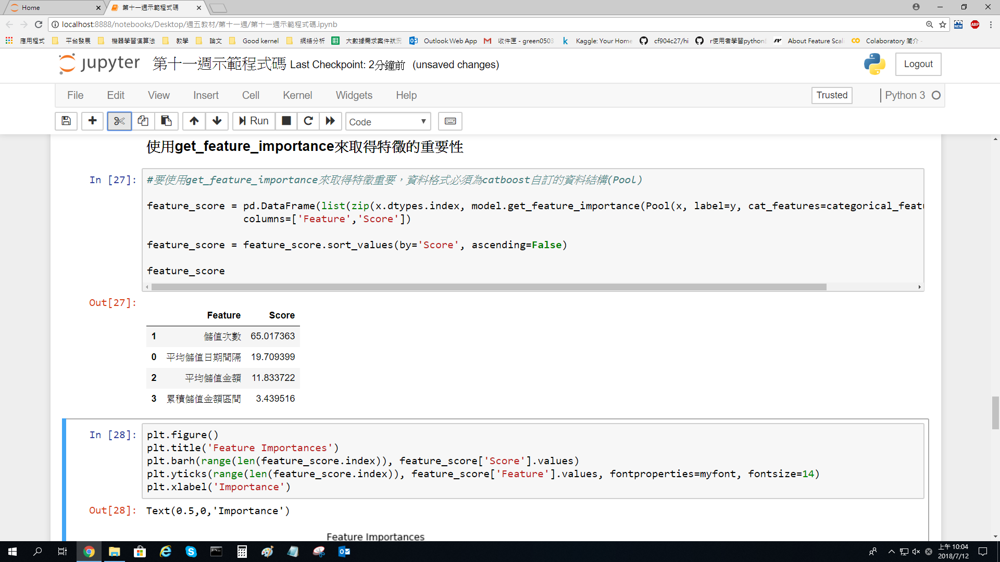 Home
第十一週示範程式碼
localhost:8888/notebooks/Desktop/週五教材/第十一週/第十一週示範程式碼.ipynb
應用程式 平台發展 機器學習演算法 教學 論文 Good kernel 網絡分析 大數據需求案件狀況 Outlook Web App 收件匣 - green0503 Kaggle: Your Home cf904c27/hi r使用者學習python About Feature Scal Colaboratory 简介 -
NEW
ABP
jupyter 第十一週示範程式碼 Last Checkpoint: 2分鐘前 (unsaved changes)
Logout
File Edit View Insert Cell Kernel Widgets Help
Trusted
Python 3
Run
Code
使用get_feature_importance來取得特徵的重要性
In [27]:
#要使用get_feature_importance來取得特徵重要，資料格式必須為catboost自訂的資料結構(Pool)
feature_score = pd.DataFrame(list(zip(x.dtypes.index, model.get_feature_importance(Pool(x, label=y, cat_features=categorical_featu
columns=['Feature','Score'])
feature_score = feature_score.sort_values(by='Score', ascending=False)
feature_score
Out[27]:
Feature Score
1 儲值次數 65.017363
0 平均儲值日期間隔 19.709399
2 平均儲值金額 11.833722
3 累積儲值金額區間 3.439516
In [28]:
plt.figure()
plt.title('Feature Importances')
plt.barh(range(len(feature_score.index)), feature_score['Score'].values)
plt.yticks(range(len(feature_score.index)), feature_score['Feature'].values, fontproperties=myfont, fontsize=14)
plt.xlabel('Importance')
Out[28]:
Text(0.5,0,'Importance')
Feature Importances
上午 10:04
2018/7/12